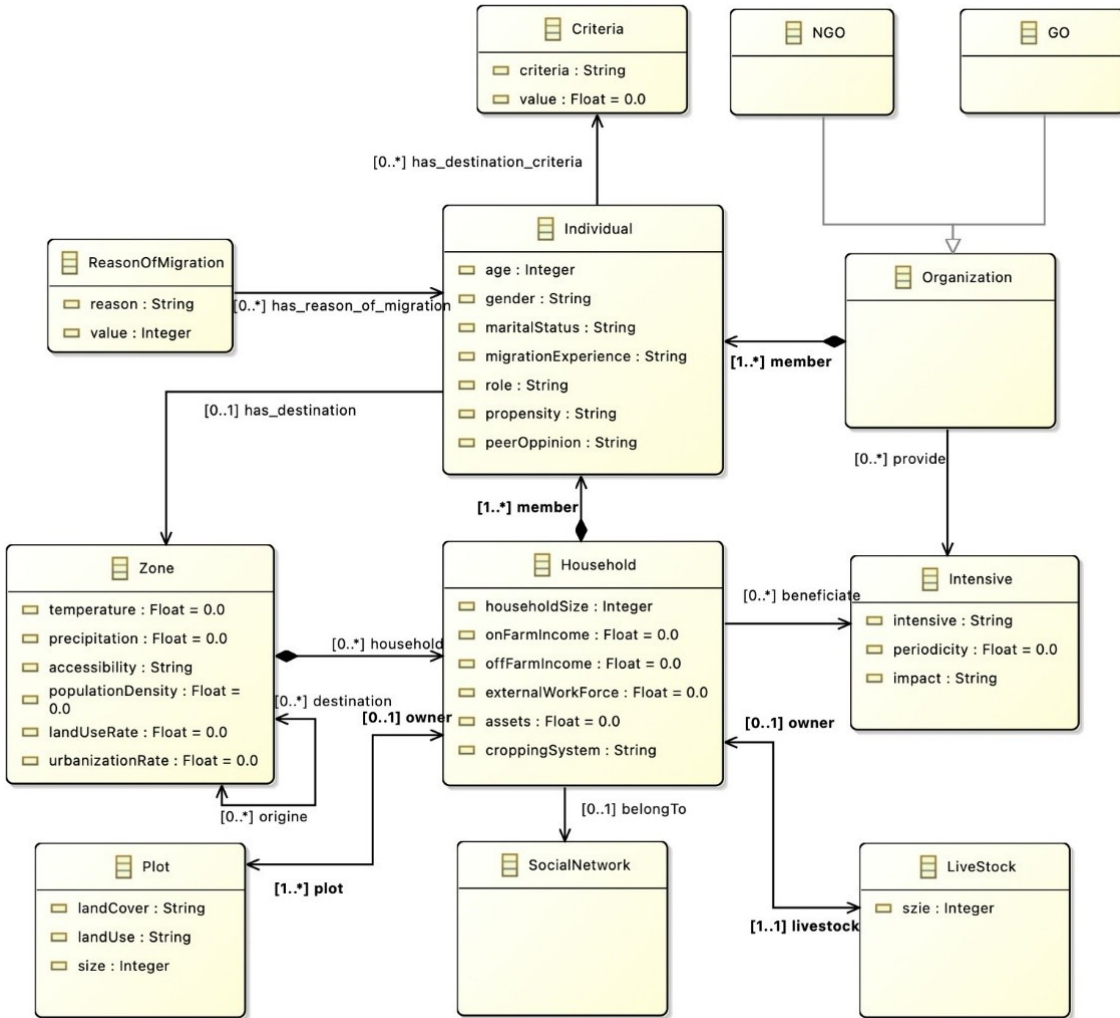 Criteria
criteria : String
value : Float = 0.0
NGO
GO
[0..*] has_destination_criteria
Individual
age : Integer
gender : String
maritalStatus : String
migrationExperience : String
role : String
propensity : String
peerOppinion : String
ReasonOfMigration
reason : String
value : Integer
[0..*] has_reason_of_migration
Organization
[1..*] member
[0..1] has_destination
[0..*] provide
[1..*] member
Zone
temperature : Float = 0.0
precipitation : Float = 0.0
accessibility : String
populationDensity : Float =
0.0
landUseRate : Float = 0.0
urbanizationRate : Float = 0.0
[0..*] household
[0..*] destination
[0..*] origine
Household
householdSize : Integer
onFarmIncome : Float = 0.0
offFarmIncome : Float = 0.0
externalWorkForce : Float = 0.0
assets : Float = 0.0
croppingSystem : String
[0..*] beneficiate
Intensive
intensive : String
periodicity : Float = 0.0
impact : String
[0..1] owner
[0..1] owner
[0..1] belongTo
Plot
landCover : String
landUse : String
size : Integer
[1..*] plot
SocialNetwork
LiveStock
szie : Integer
[1..1] livestock